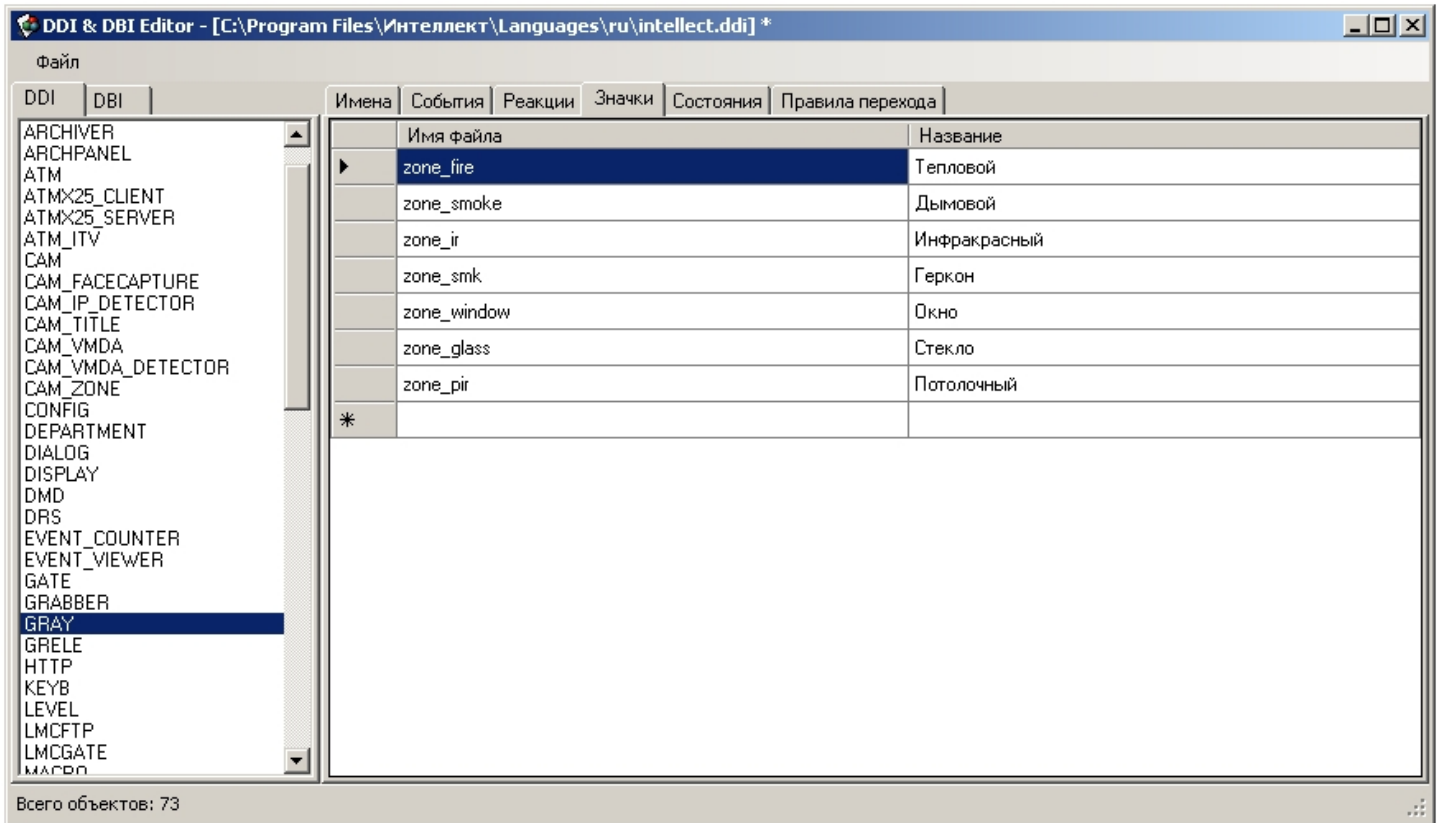 DDI & DBI Editor - [C:\Program Files\Интеллект\Languages\ru\intellect.ddi] *
Файл
DDI DBI
ARCHIVER
ARCHPANEL
ATM
ATMX25_CLIENT
ATMX25_SERVER
ATM_ITV
CAM
CAM_FACECAPTURE
CAM_IP_DETECTOR
CAM_TITLE
CAM_VMDA
CAM_VMDA_DETECTOR
CAM_ZONE
CONFIG
DEPARTMENT
DIALOG
DISPLAY
DMD
DRS
EVENT_COUNTER
EVENT_VIEWER
GATE
GRABBER
GRAY
GRELE
HTTP
KEYB
LEVEL
LMCFTP
LMCGATE
MACRO
Имена События Реакции Значки Состояния Правила перехода
Имя файла Название
zone_fire Тепловой
zone_smoke Дымовой
zone_ir Инфракрасный
zone_smk Геркон
zone_window Окно
zone_glass Стекло
zone_pir Потолочный
Всего объектов: 73